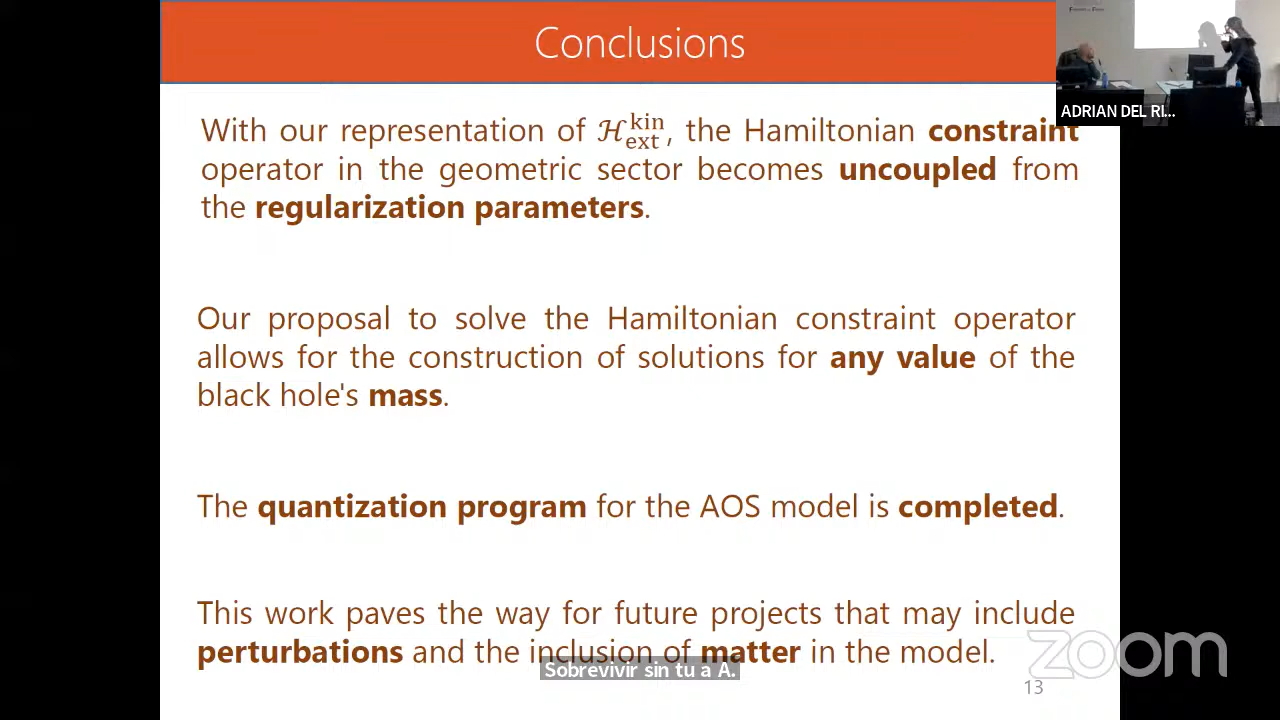 Conclusions
ADRIAN DEL RI...
With our representation of ℋ_ext^kin, the Hamiltonian constraint
operator in the geometric sector becomes uncoupled from
the regularization parameters.
Our proposal to solve the Hamiltonian constraint operator
allows for the construction of solutions for any value of the
black hole's mass.
The quantization program for the AOS model is completed.
This work paves the way for future projects that may include
perturbations and the inclusion of matter in the model.
Sobrevivir sin tu a A.
zoom
13